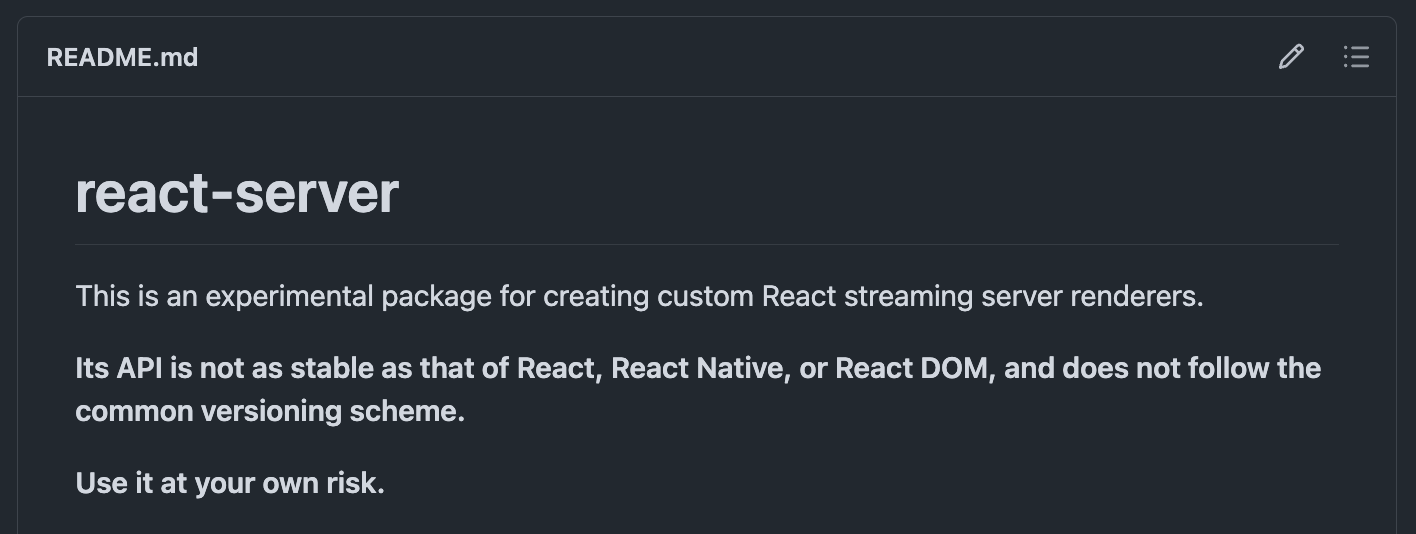 README.md
react-server
This is an experimental package for creating custom React streaming server renderers.
Its API is not as stable as that of React, React Native, or React DOM, and does not follow the
common versioning scheme.
Use it at your own risk.